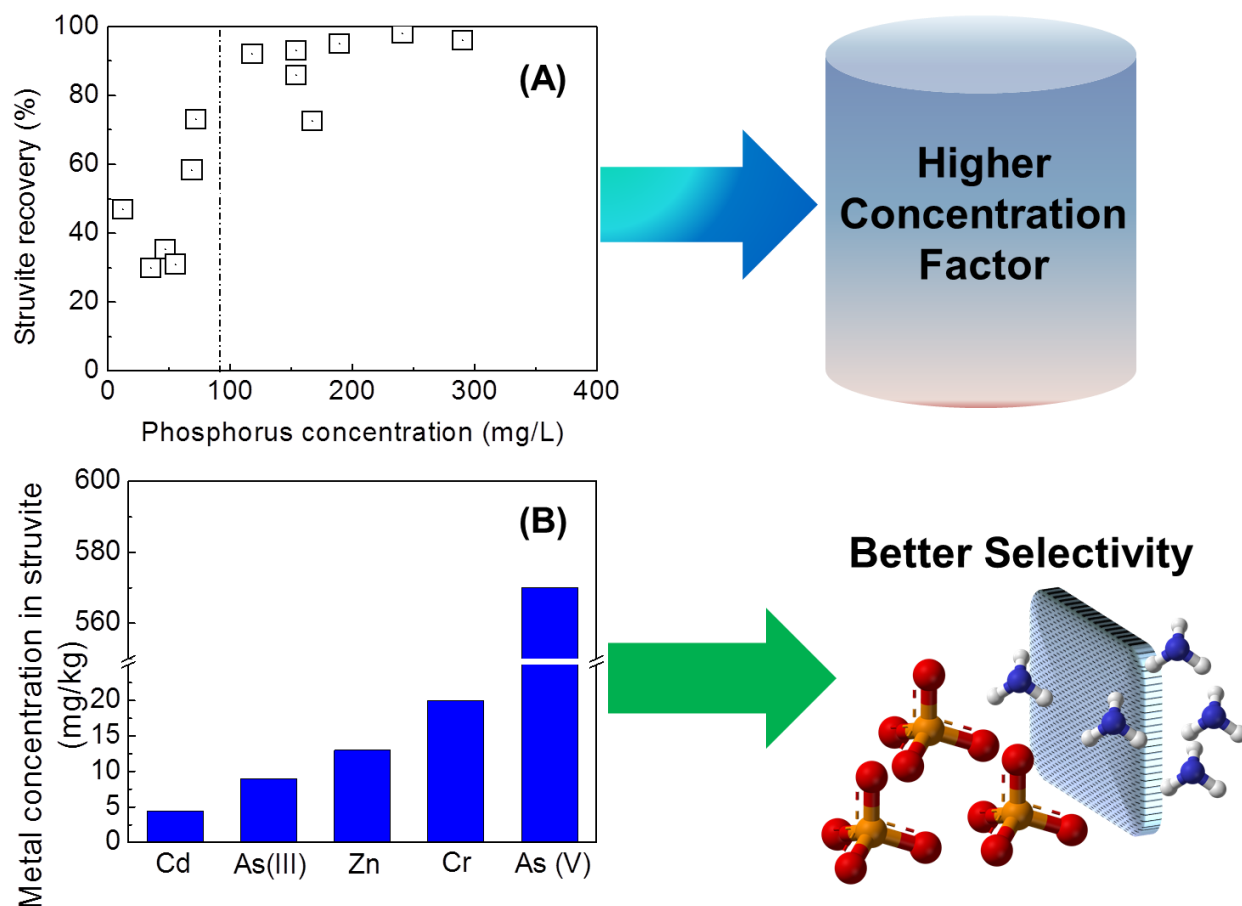 100
80
60
40
20
0
Struvite recovery (%)
(A)
0 100 200 300 400
Phosphorus concentration (mg/L)
Higher
Concentration
Factor
600
580
560
20
15
10
5
0
Metal concentration in struvite
(mg/kg)
(B)
Cd As(III) Zn Cr As (V)
Better Selectivity